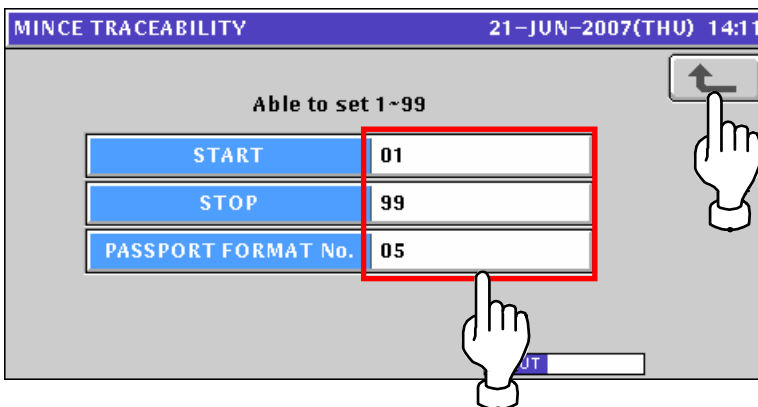 MINCE TRACEABILITY 21-JUN-2007(THU) 14:11
Able to set 1~99
START 01
STOP 99
PASSPORT FORMAT No. 05